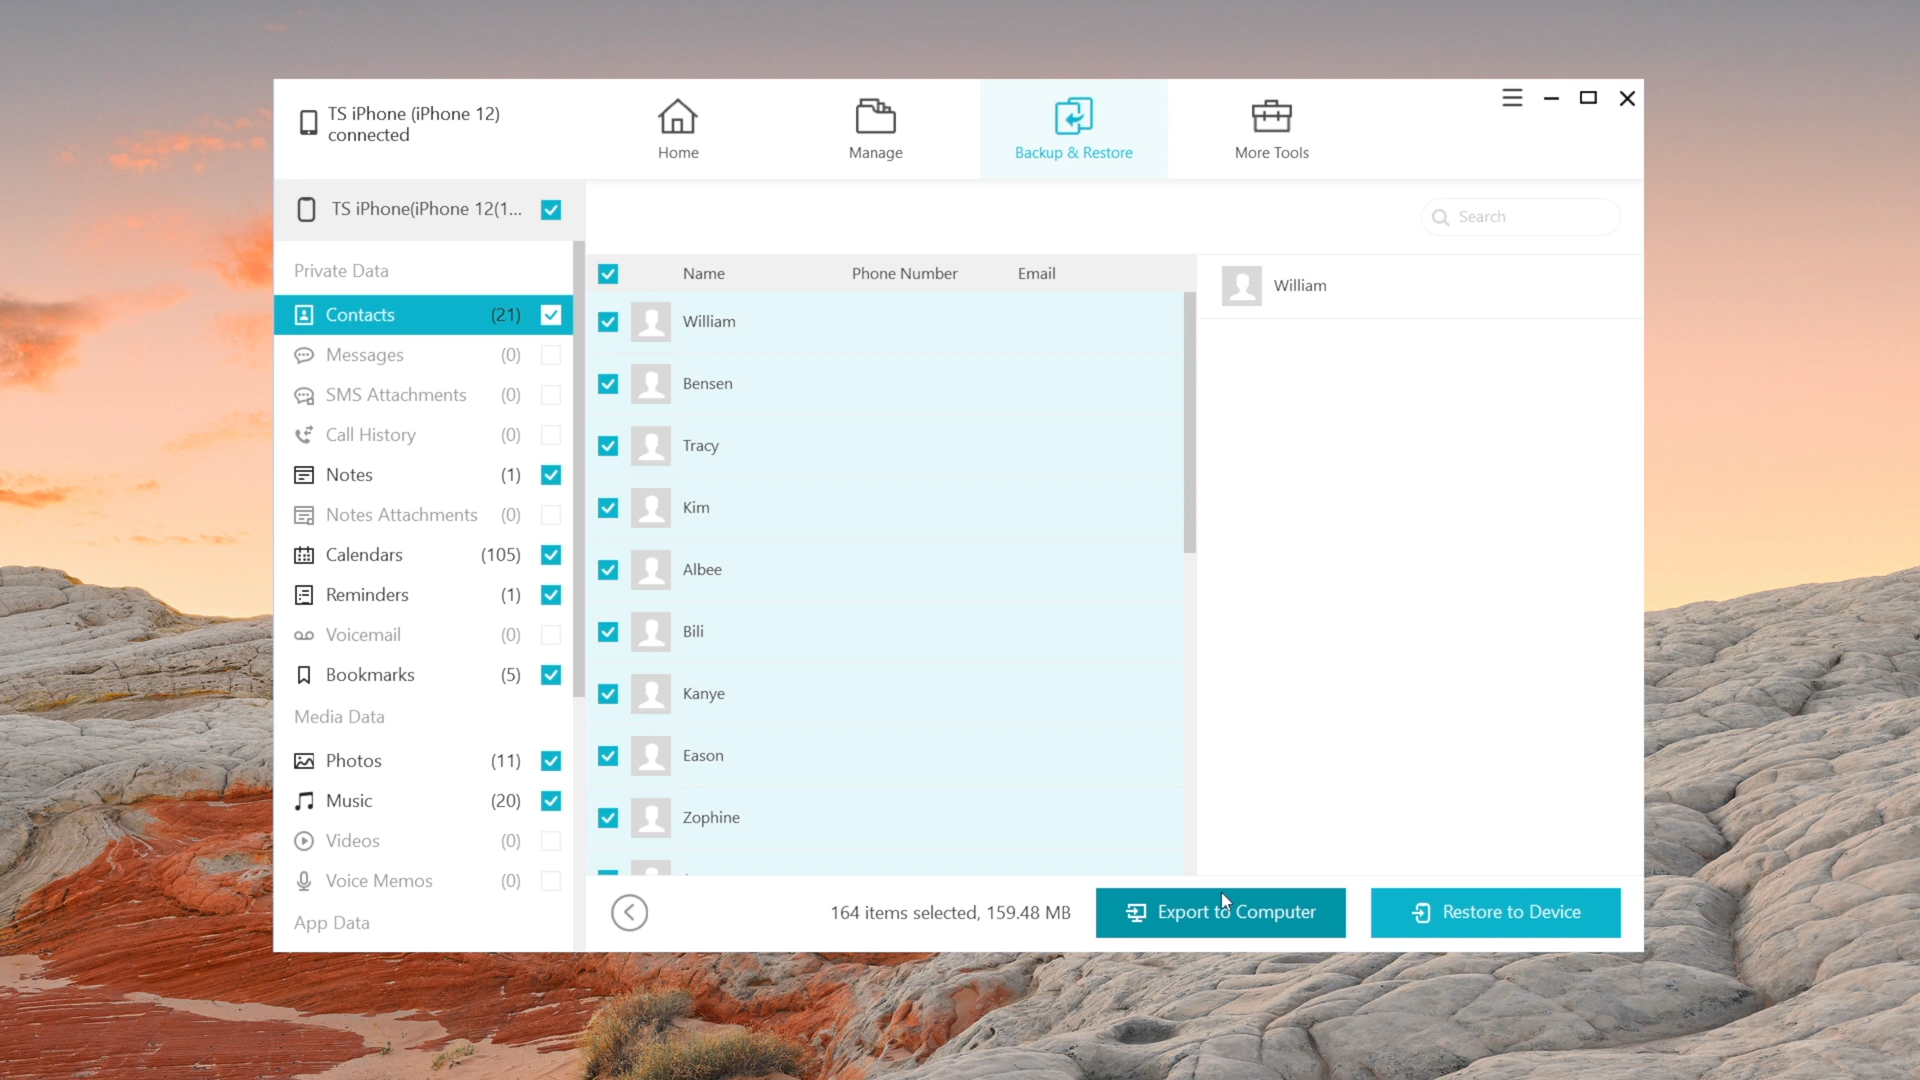 TS iPhone (iPhone 12)
connected
Home
Manage
Backup & Restore
More Tools
TS iPhone(iPhone 12(1...
Search
Private Data
Contacts (21)
Messages (0)
SMS Attachments (0)
Call History (0)
Notes (1)
Notes Attachments (0)
Calendars (105)
Reminders (1)
Voicemail (0)
Bookmarks (5)
Media Data
Photos (11)
Music (20)
Videos (0)
Voice Memos (0)
App Data
Name Phone Number Email
William
Bensen
Tracy
Kim
Albee
Bili
Kanye
Eason
Zophine
William
164 items selected, 159.48 MB
Export to Computer
Restore to Device